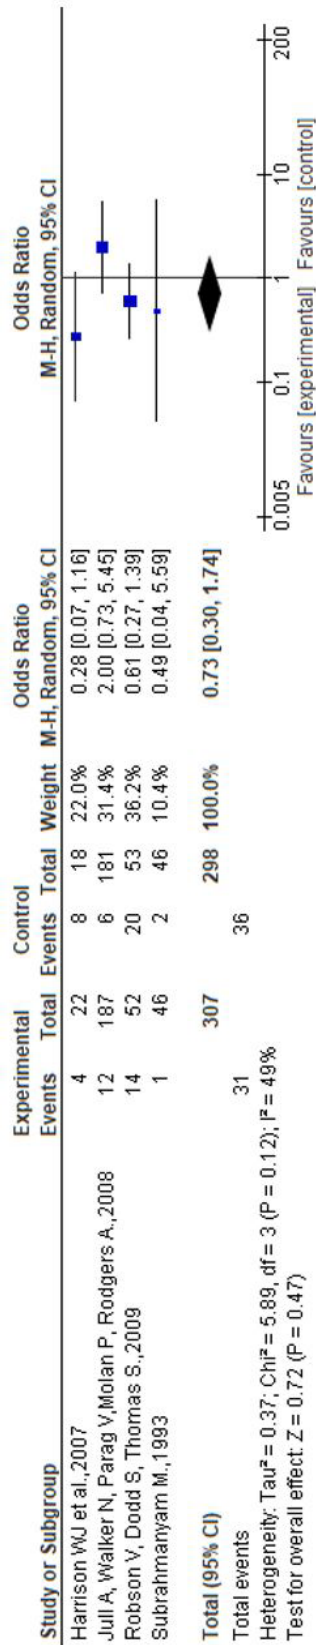 Experimental Control Odds Ratio Odds Ratio
Study or Subgroup Events Total Events Total Weight M-H, Random, 95% CI M-H, Random, 95% CI
Harrison WJ et al.,2007 4 22 8 18 22.0% 0.28 [0.07, 1.16]
Jull A, Walker N, Parag V,Molan P, Rodgers A.,2008 12 187 6 181 31.4% 2.00 [0.73, 5.45]
Robson V, Dodd S, Thomas S.,2009 14 52 20 53 36.2% 0.61 [0.27, 1.39]
Subrahmanyam M.,1993 1 46 2 46 10.4% 0.49 [0.04, 5.59]
Total (95% CI) 307 298 100.0% 0.73 [0.30, 1.74]
Total events 31 36
Heterogeneity: Tau² = 0.37; Chi² = 5.89, df = 3 (P = 0.12); I² = 49%
Test for overall effect: Z = 0.72 (P = 0.47)
0.005 0.1 1 10 200
Favours [experimental] Favours [control]